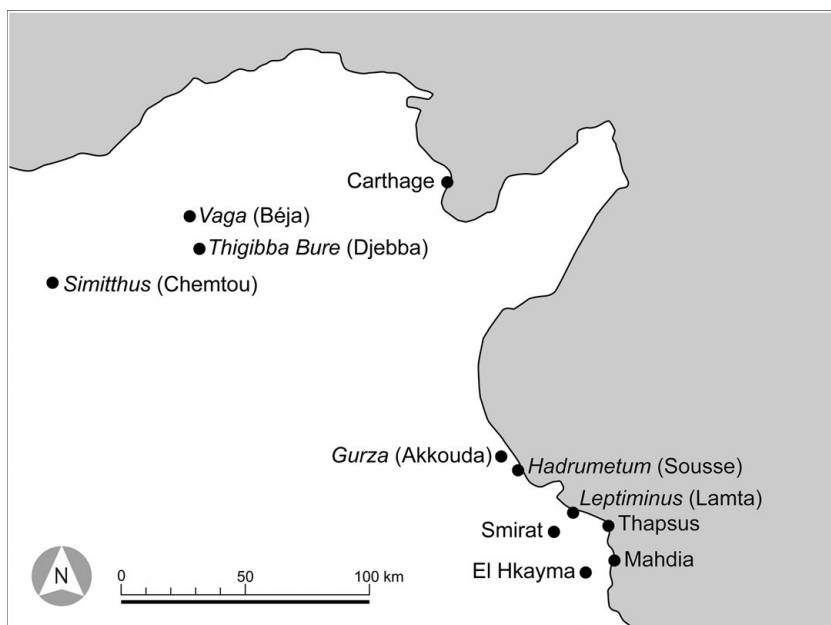 Carthage
Vaga (Béja)
Thigibba Bure (Djebba)
Simitthus (Chemtou)
Gurza (Akkouda)
Hadrumetum (Sousse)
Leptiminus (Lamta)
Thapsus
Smirat
Mahdia
El Hkayma
N
0 50 100 km